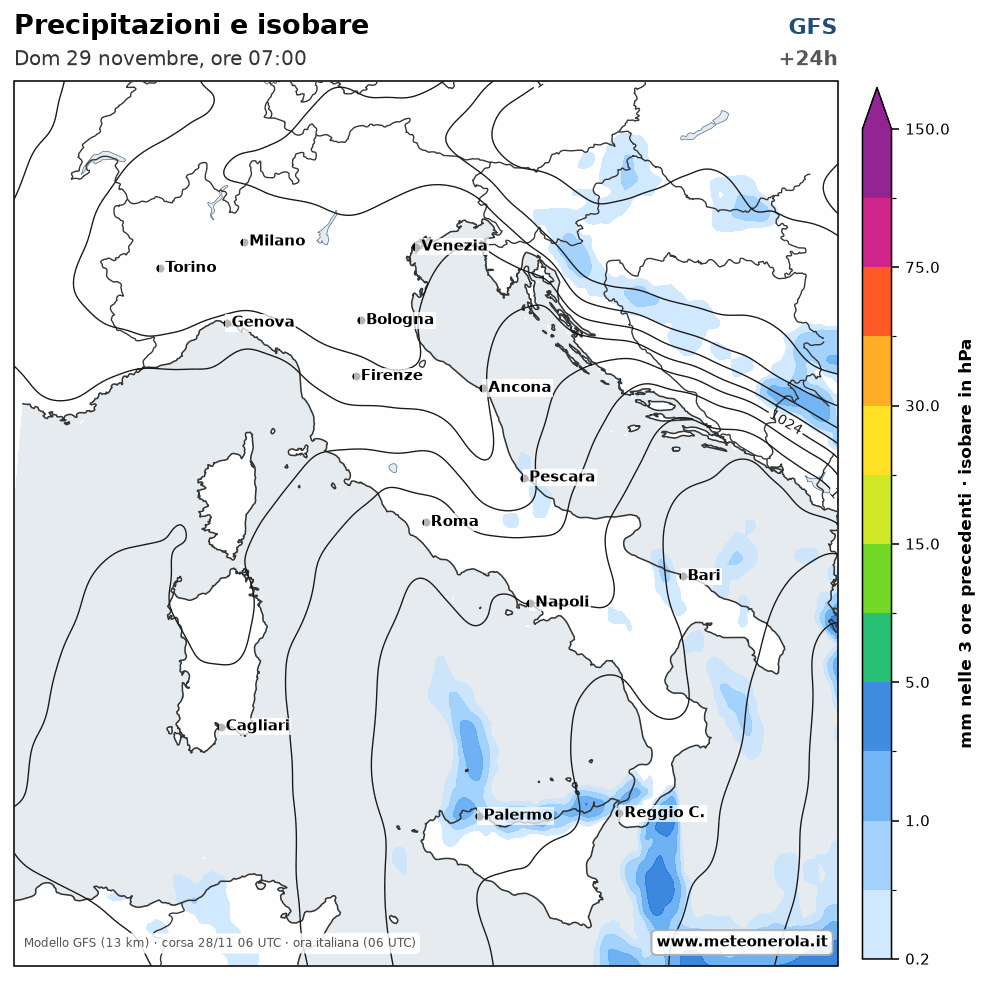 Precipitazioni e isobare
GFS
Dom 29 novembre, ore 07:00
+24h
150.0
75.0
30.0
15.0
5.0
1.0
0.2
mm nelle 3 ore precedenti · isobare in hPa
Milano
Venezia
Torino
Genova
Bologna
Firenze
Ancona
1024
Pescara
Roma
Bari
Napoli
Cagliari
Palermo
Reggio C.
Modello GFS (13 km) · corsa 28/11 06 UTC · ora italiana (06 UTC)
www.meteonerola.it